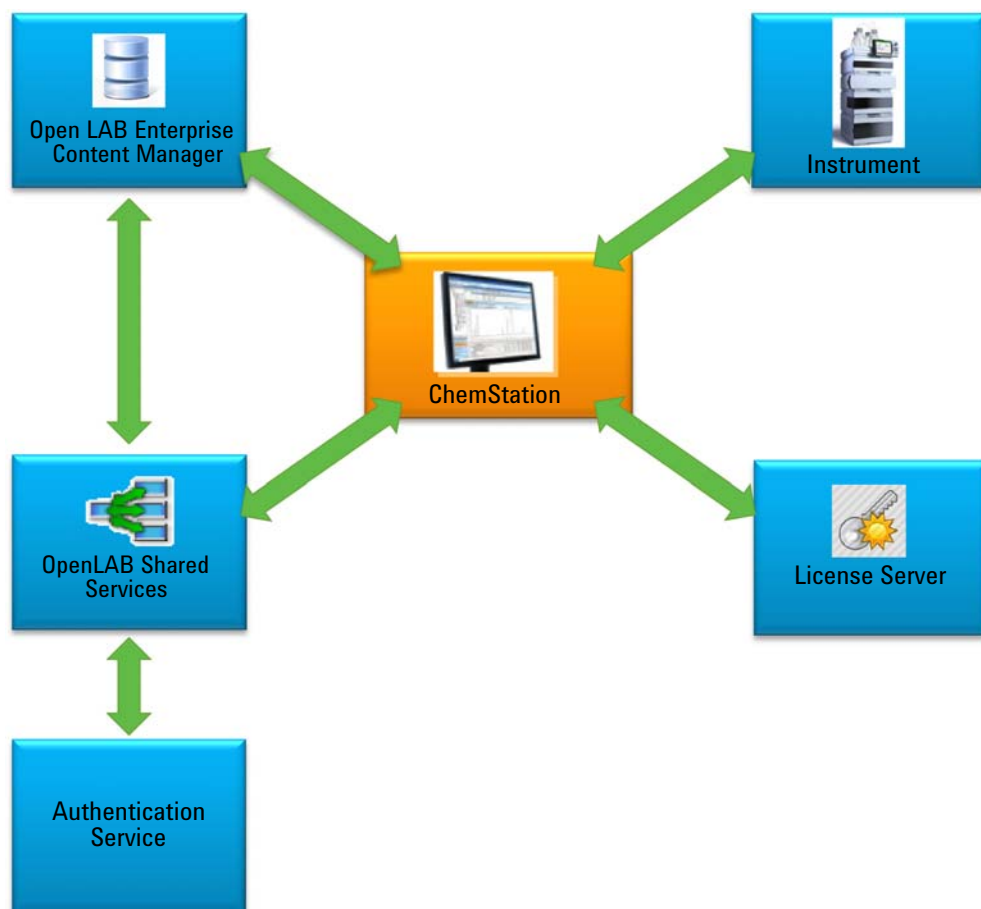 Open LAB Enterprise
Content Manager
Instrument
ChemStation
OpenLAB Shared
Services
License Server
Authentication
Service